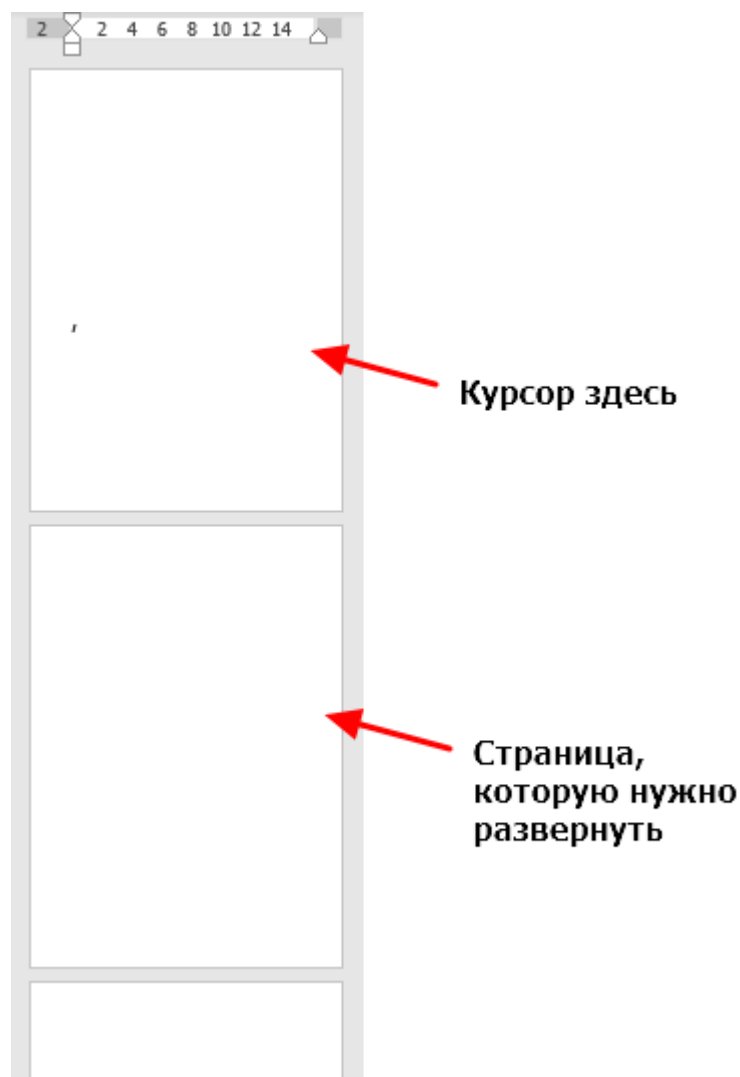 2 2 4 6 8 10 12 14
Курсор здесь
Страница,
которую нужно
развернуть